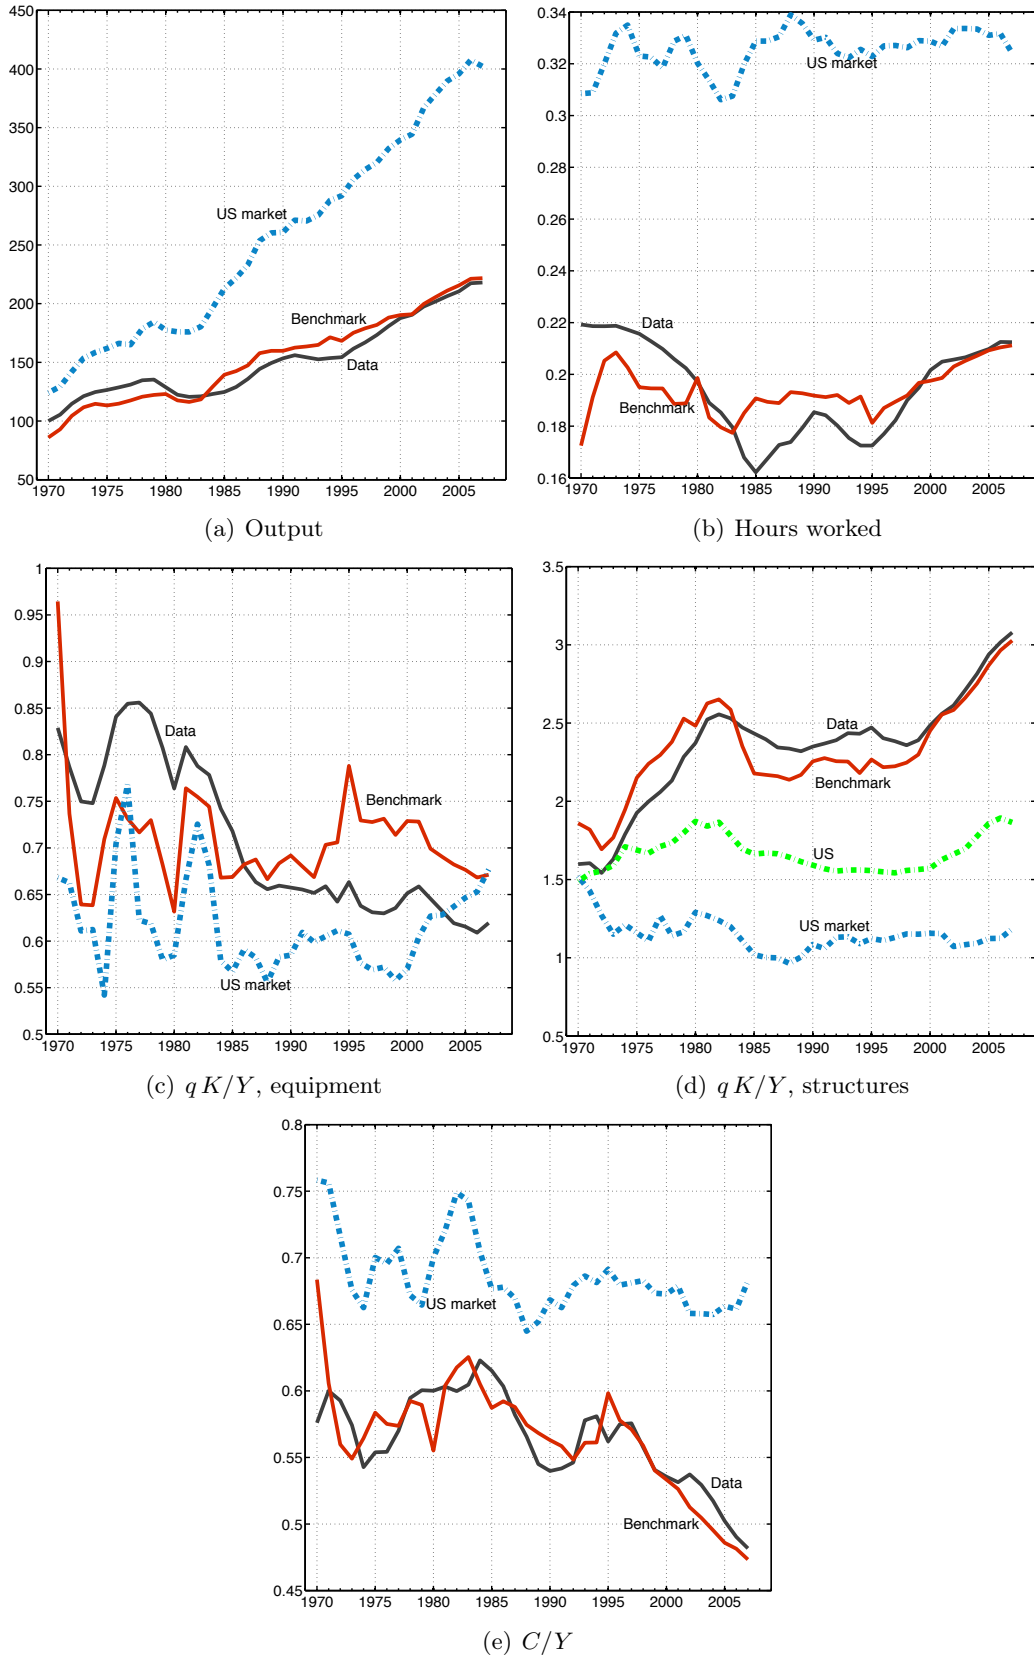 450
400
350
300
250
200
150
100
50
US market
Benchmark
Data
1970 1975 1980 1985 1990 1995 2000 2005
(a) Output
0.34
0.32
0.3
0.28
0.26
0.24
0.22
0.2
0.18
0.16
US market
Data
Benchmark
1970 1975 1980 1985 1990 1995 2000 2005
(b) Hours worked
1
0.95
0.9
0.85
0.8
0.75
0.7
0.65
0.6
0.55
0.5
Data
Benchmark
US market
1970 1975 1980 1985 1990 1995 2000 2005
(c) q K/Y, equipment
3.5
3
2.5
2
1.5
1
0.5
Data
Benchmark
US
US market
1970 1975 1980 1985 1990 1995 2000 2005
(d) q K/Y, structures
0.8
0.75
0.7
0.65
0.6
0.55
0.5
0.45
US market
Data
Benchmark
1970 1975 1980 1985 1990 1995 2000 2005
(e) C/Y